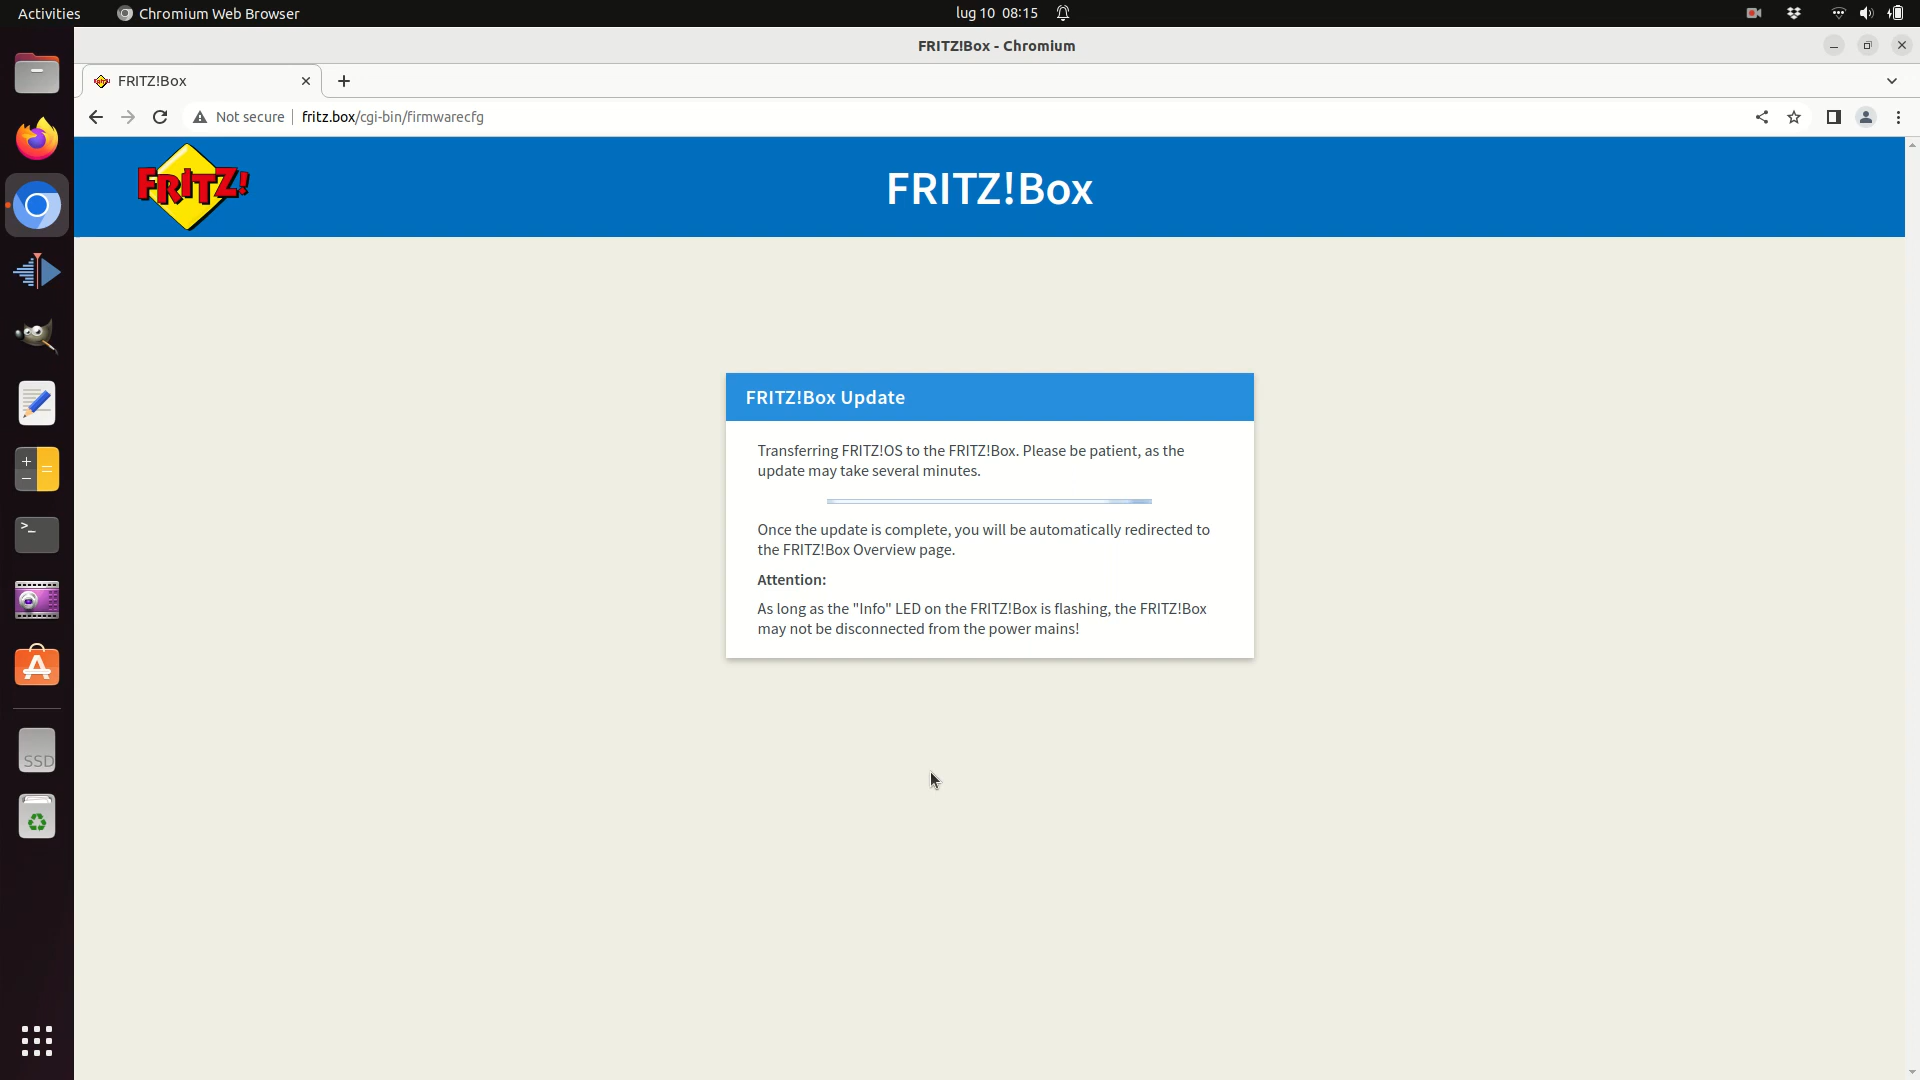 Activities
Chromium Web Browser
lug 10 08:15
FRITZ!Box - Chromium
FRITZ!Box
Not secure
fritz.box/cgi-bin/firmwarecfg
FRITZ!
FRITZ!Box
FRITZ!Box Update
Transferring FRITZ!OS to the FRITZ!Box. Please be patient, as the
update may take several minutes.
Once the update is complete, you will be automatically redirected to
the FRITZ!Box Overview page.
Attention:
As long as the "Info" LED on the FRITZ!Box is flashing, the FRITZ!Box
may not be disconnected from the power mains!
SSD